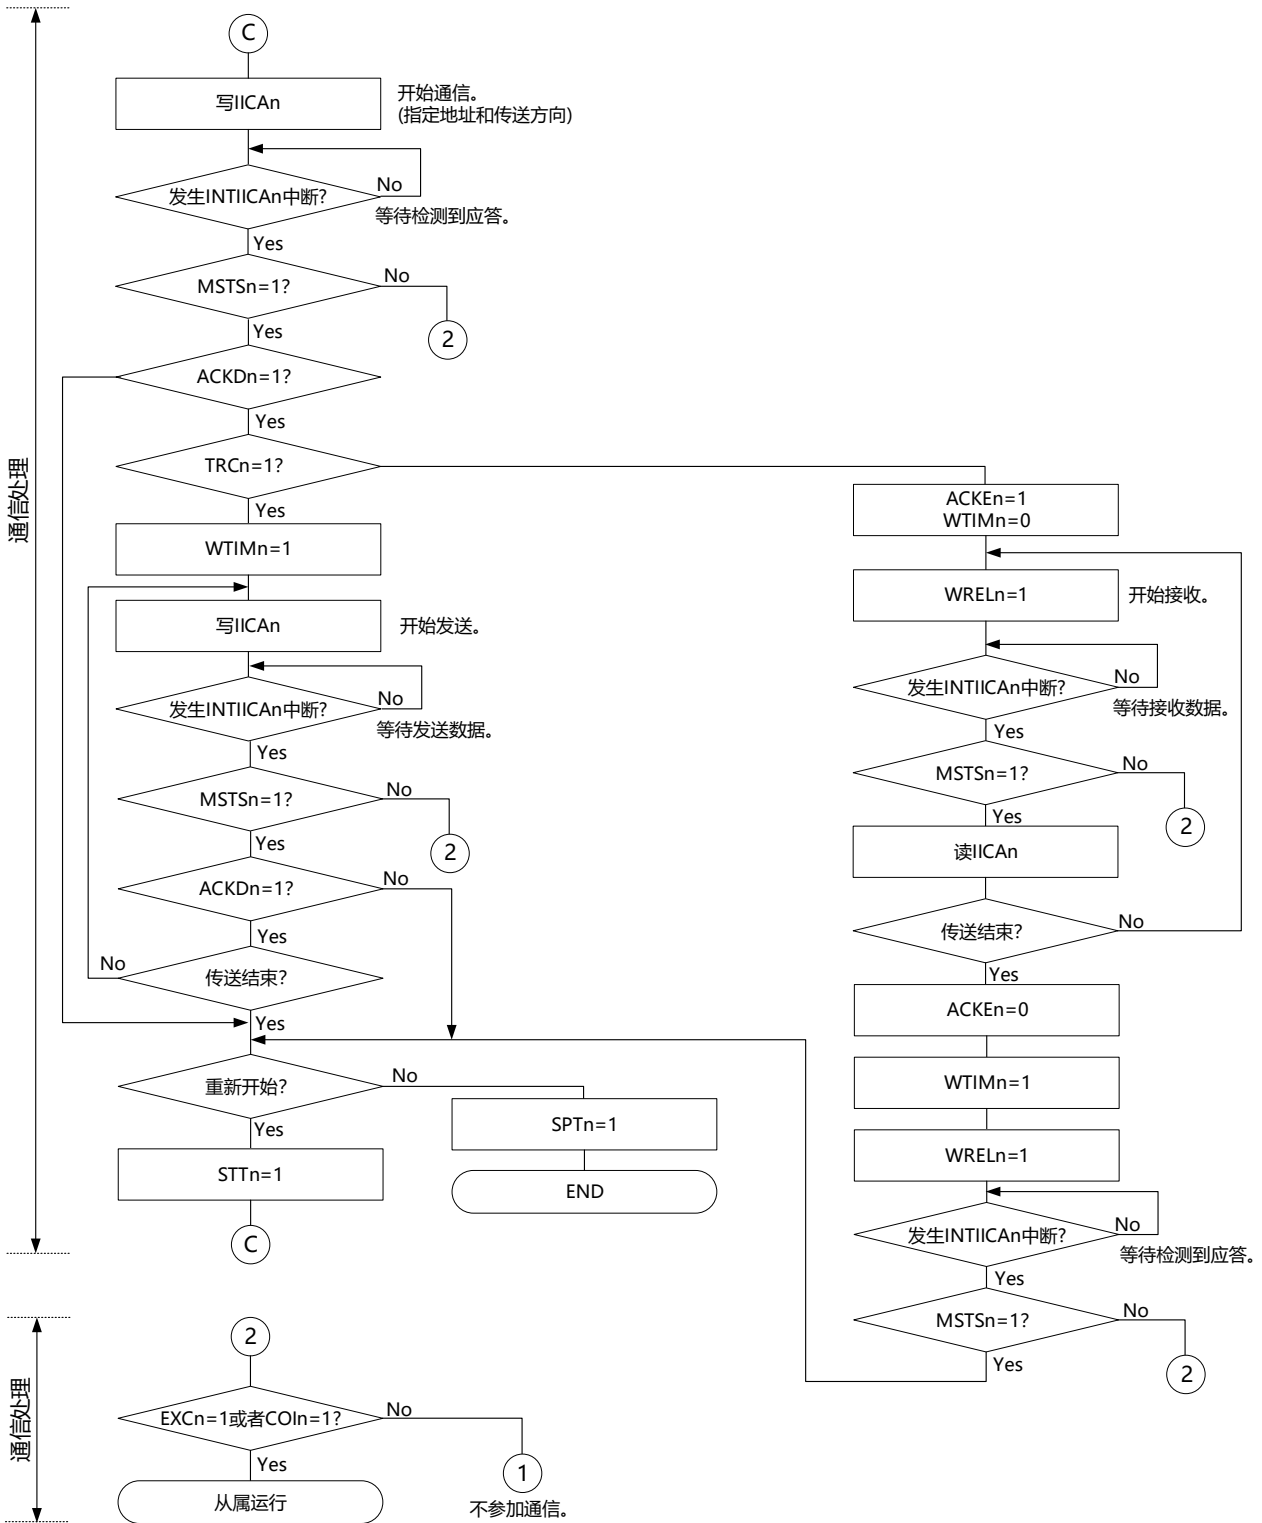 C
写IICAn
开始通信。
(指定地址和传送方向)
发生INTIICAn中断?
No
等待检测到应答。
Yes
MSTSn=1?
No
2
Yes
ACKDn=1?
Yes
TRCn=1?
Yes
WTIMn=1
写IICAn
开始发送。
发生INTIICAn中断?
No
等待发送数据。
Yes
MSTSn=1?
No
2
Yes
ACKDn=1?
No
Yes
传送结束?
No
Yes
重新开始?
No
Yes
STTn=1
C
SPTn=1
END
ACKEn=1
WTIMn=0
WRELn=1
开始接收。
发生INTIICAn中断?
No
等待接收数据。
Yes
MSTSn=1?
No
2
Yes
读IICAn
传送结束?
No
Yes
ACKEn=0
WTIMn=1
WRELn=1
发生INTIICAn中断?
No
等待检测到应答。
Yes
MSTSn=1?
No
2
Yes
通信处理
2
EXCn=1或者COIn=1?
No
1
不参加通信。
Yes
从属运行
通信处理